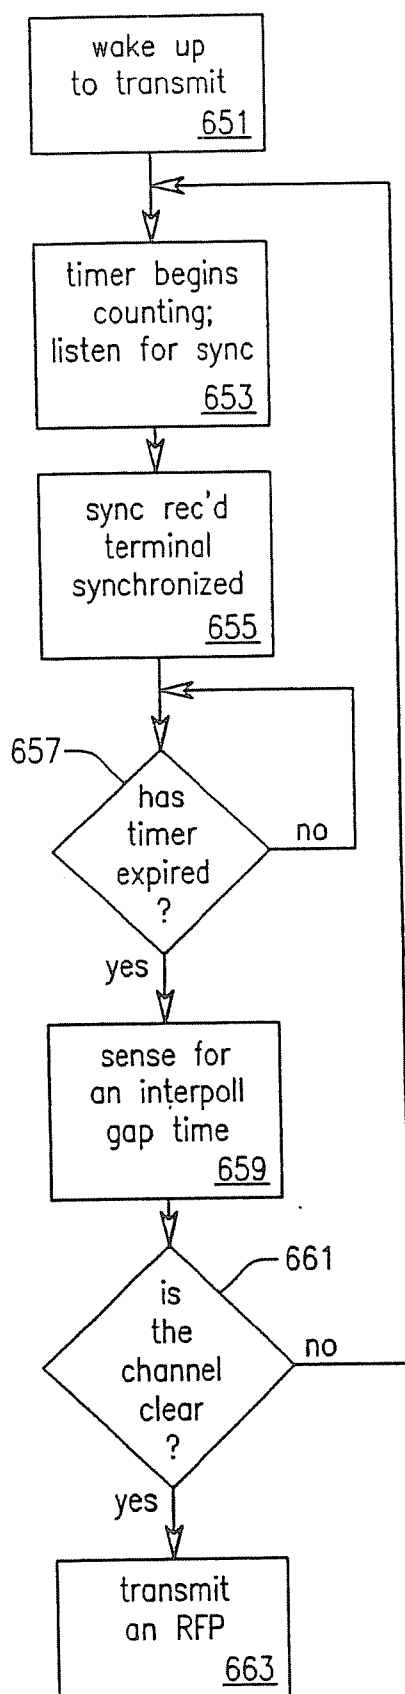 wake up
to transmit
651
timer begins
counting;
listen for sync
653
sync rec'd
terminal
synchronized
655
657
has
timer
expired
?
no
yes
sense for
an interpoll
gap time
659
661
is
the
channel
clear
?
no
yes
transmit
an RFP
663